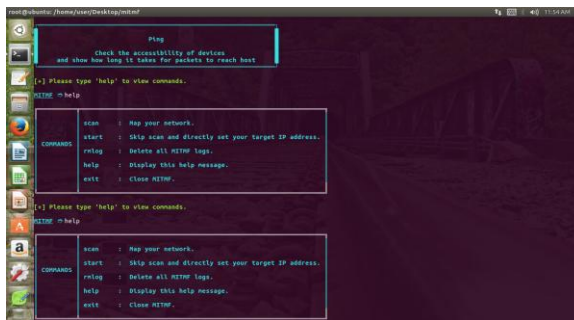 root@ubuntu: /home/user/Desktop/mitmf
11:54 AM
Ping
Check the accessibility of devices
and show how long it takes for packets to reach host
[+] Please type 'help' to view commands.
MITMF ➮ help
scan : Map your network.
start : Skip scan and directly set your target IP address.
COMMANDS
rmlog : Delete all MITMF logs.
help : Display this help message.
exit : Close MITMF.
[+] Please type 'help' to view commands.
MITMF ➮ help
scan : Map your network.
start : Skip scan and directly set your target IP address.
COMMANDS
rmlog : Delete all MITMF logs.
help : Display this help message.
exit : Close MITMF.